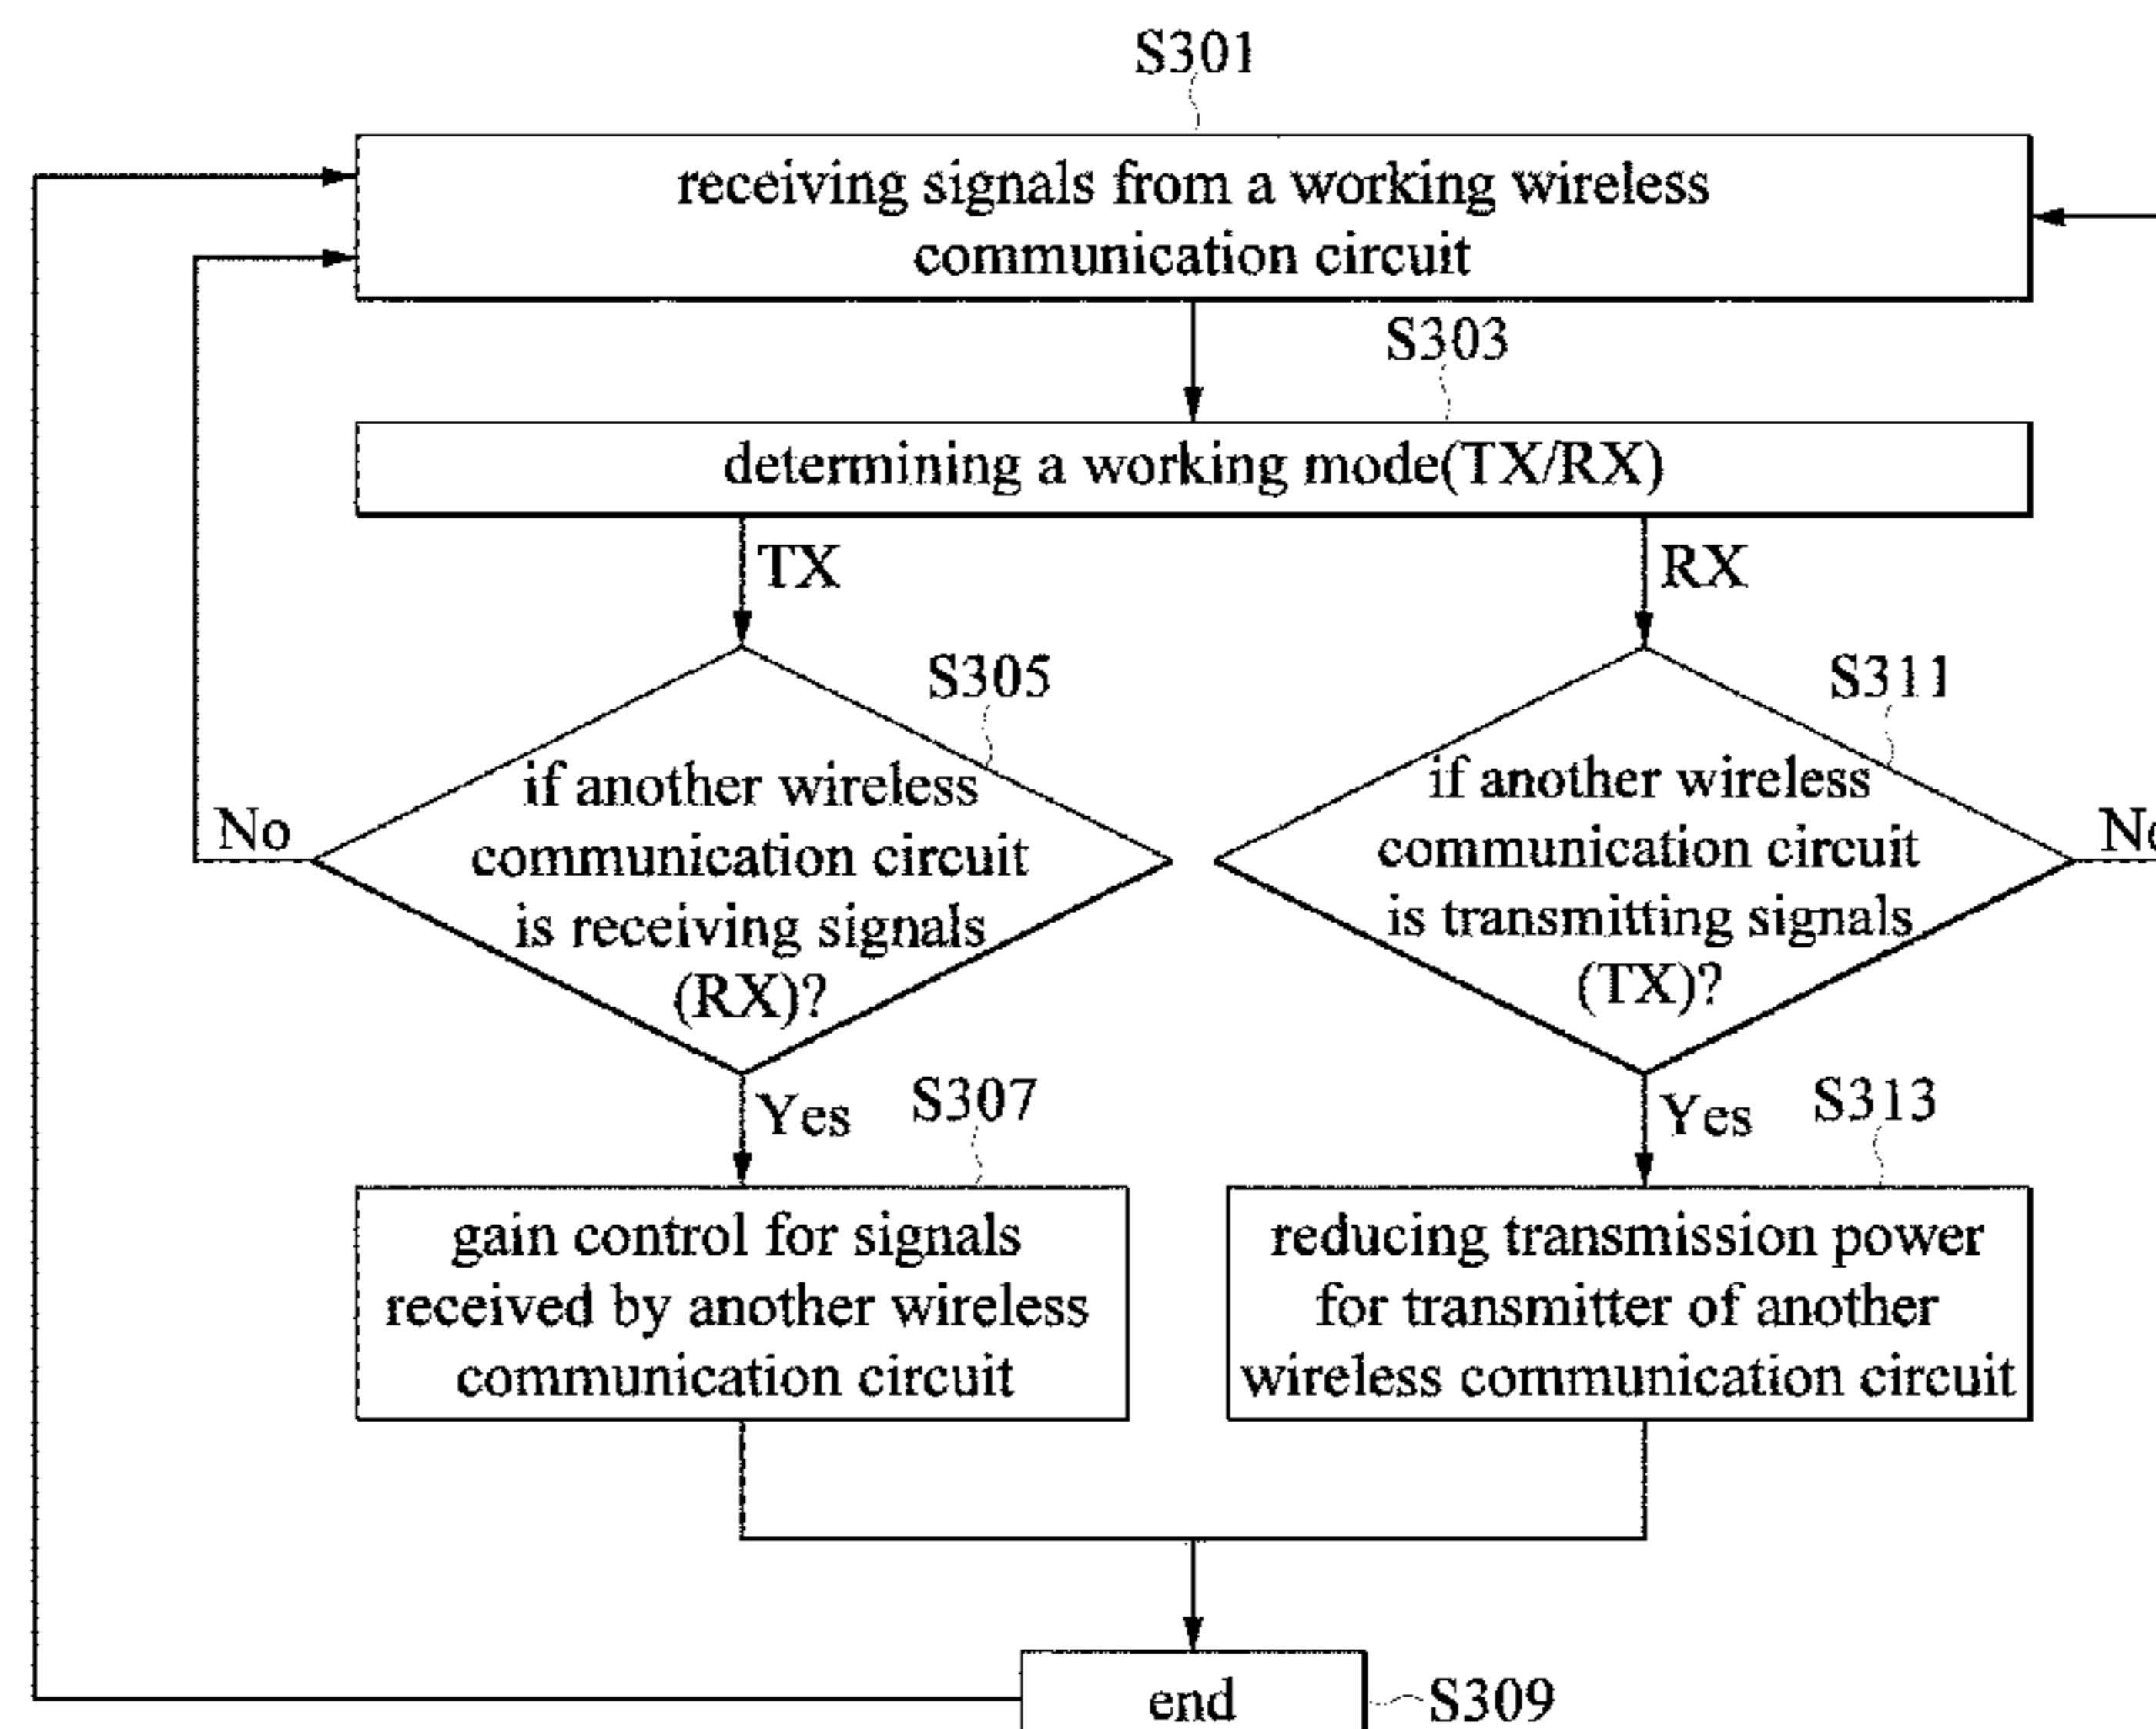 S301
receiving signals from a working wireless
communication circuit
S303
determining a working mode(TX/RX)
TX
RX
S305
S311
if another wireless
communication circuit
is receiving signals
(RX)?
if another wireless
communication circuit
is transmitting signals
(TX)?
No
Yes
S307
Yes
S313
gain control for signals
received by another wireless
communication circuit
reducing transmission power
for transmitter of another
wireless communication circuit
end
S309